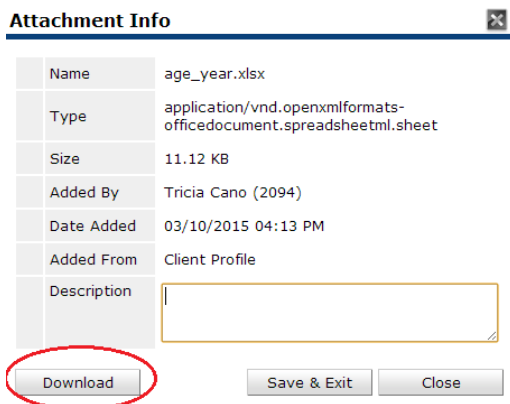 Attachment Info
Name age_year.xlsx
Type application/vnd.openxmlformats-
officedocument.spreadsheetml.sheet
Size 11.12 KB
Added By Tricia Cano (2094)
Date Added 03/10/2015 04:13 PM
Added From Client Profile
Description
Download Save & Exit Close